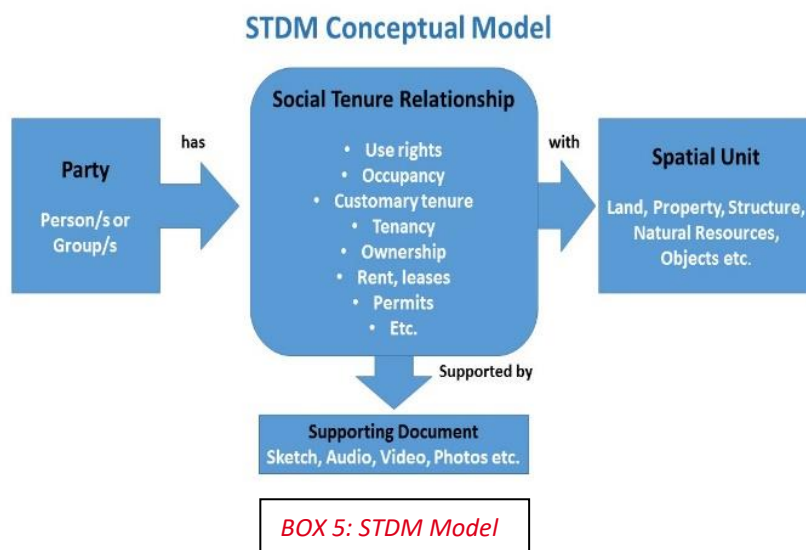 STDM Conceptual Model
Party
Person/s or
Group/s
has
Social Tenure Relationship
• Use rights
• Occupancy
• Customary tenure
• Tenancy
• Ownership
• Rent, leases
• Permits
• Etc.
with
Spatial Unit
Land, Property, Structure,
Natural Resources,
Objects etc.
Supported by
Supporting Document
Sketch, Audio, Video, Photos etc.
BOX 5: STDM Model